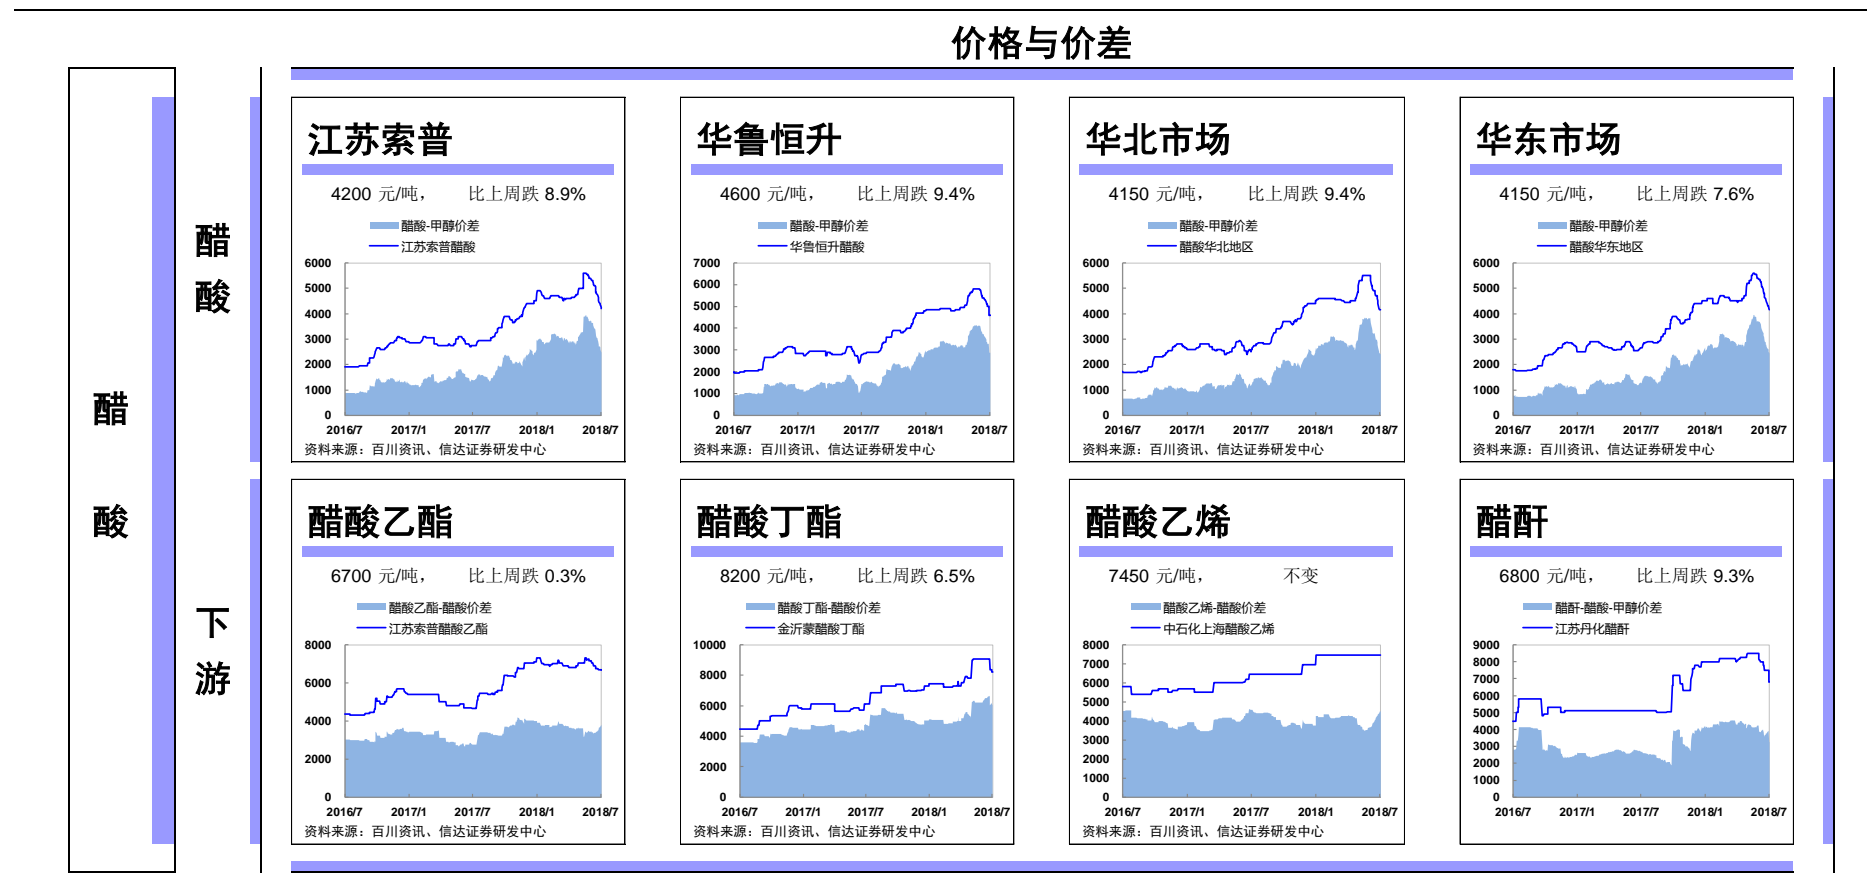 价格与价差
醋
酸
醋
酸
江苏索普
4200 元/吨， 比上周跌 8.9%
醋酸-甲醇价差
江苏索普醋酸
6000
5000
4000
3000
2000
1000
0
2016/7 2017/1 2017/7 2018/1 2018/7
资料来源：百川资讯、信达证券研发中心
华鲁恒升
4600 元/吨， 比上周跌 9.4%
醋酸-甲醇价差
华鲁恒升醋酸
7000
6000
5000
4000
3000
2000
1000
0
2016/7 2017/1 2017/7 2018/1 2018/7
资料来源：百川资讯、信达证券研发中心
华北市场
4150 元/吨， 比上周跌 9.4%
醋酸-甲醇价差
醋酸华北地区
6000
5000
4000
3000
2000
1000
0
2016/7 2017/1 2017/7 2018/1 2018/7
资料来源：百川资讯、信达证券研发中心
华东市场
4150 元/吨， 比上周跌 7.6%
醋酸-甲醇价差
醋酸华东地区
6000
5000
4000
3000
2000
1000
0
2016/7 2017/1 2017/7 2018/1 2018/7
资料来源：百川资讯、信达证券研发中心
下
游
醋酸乙酯
6700 元/吨， 比上周跌 0.3%
醋酸乙酯-醋酸价差
江苏索普醋酸乙酯
8000
6000
4000
2000
0
2016/7 2017/1 2017/7 2018/1 2018/7
资料来源：百川资讯、信达证券研发中心
醋酸丁酯
8200 元/吨， 比上周跌 6.5%
醋酸丁酯-醋酸价差
金沂蒙醋酸丁酯
10000
8000
6000
4000
2000
0
2016/7 2017/1 2017/7 2018/1 2018/7
资料来源：百川资讯、信达证券研发中心
醋酸乙烯
7450 元/吨， 不变
醋酸乙烯-醋酸价差
中石化上海醋酸乙烯
8000
7000
6000
5000
4000
3000
2000
1000
0
2016/7 2017/1 2017/7 2018/1 2018/7
资料来源：百川资讯、信达证券研发中心
醋酐
6800 元/吨， 比上周跌 9.3%
醋酐-醋酸-甲醇价差
江苏丹化醋酐
9000
8000
7000
6000
5000
4000
3000
2000
1000
0
2016/7 2017/1 2017/7 2018/1 2018/7